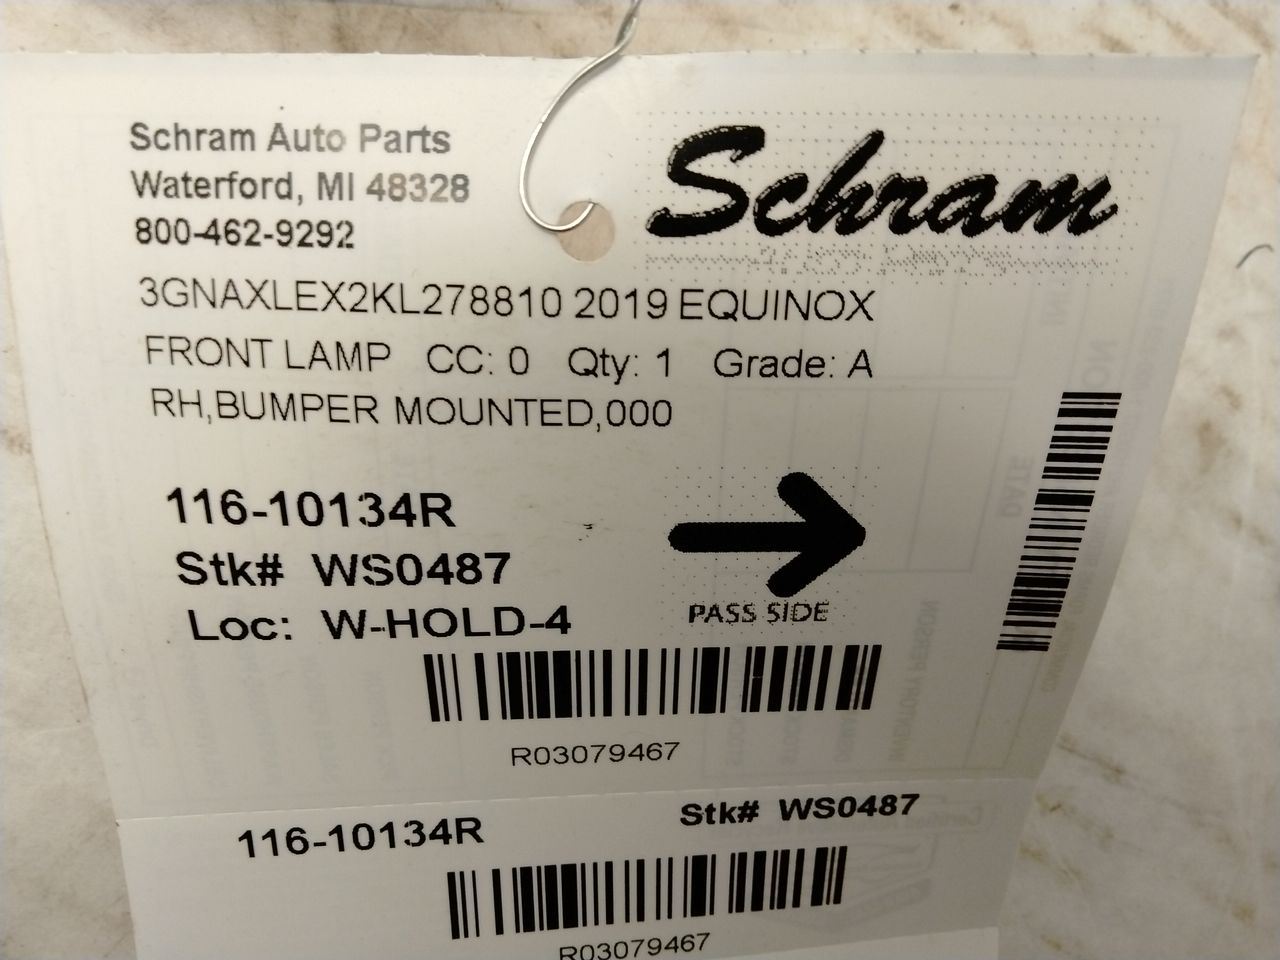 Schram Auto Parts
Waterford, MI 48328
800-462-9292
Schram
3GNAXLEX2KL278810 2019 EQUINOX
FRONT LAMP CC: 0 Qty: 1 Grade: A
RH,BUMPER MOUNTED,000
116-10134R
Stk# WS0487
Loc: W-HOLD-4
PASS SIDE
R03079467
116-10134R
Stk# WS0487
R03079467